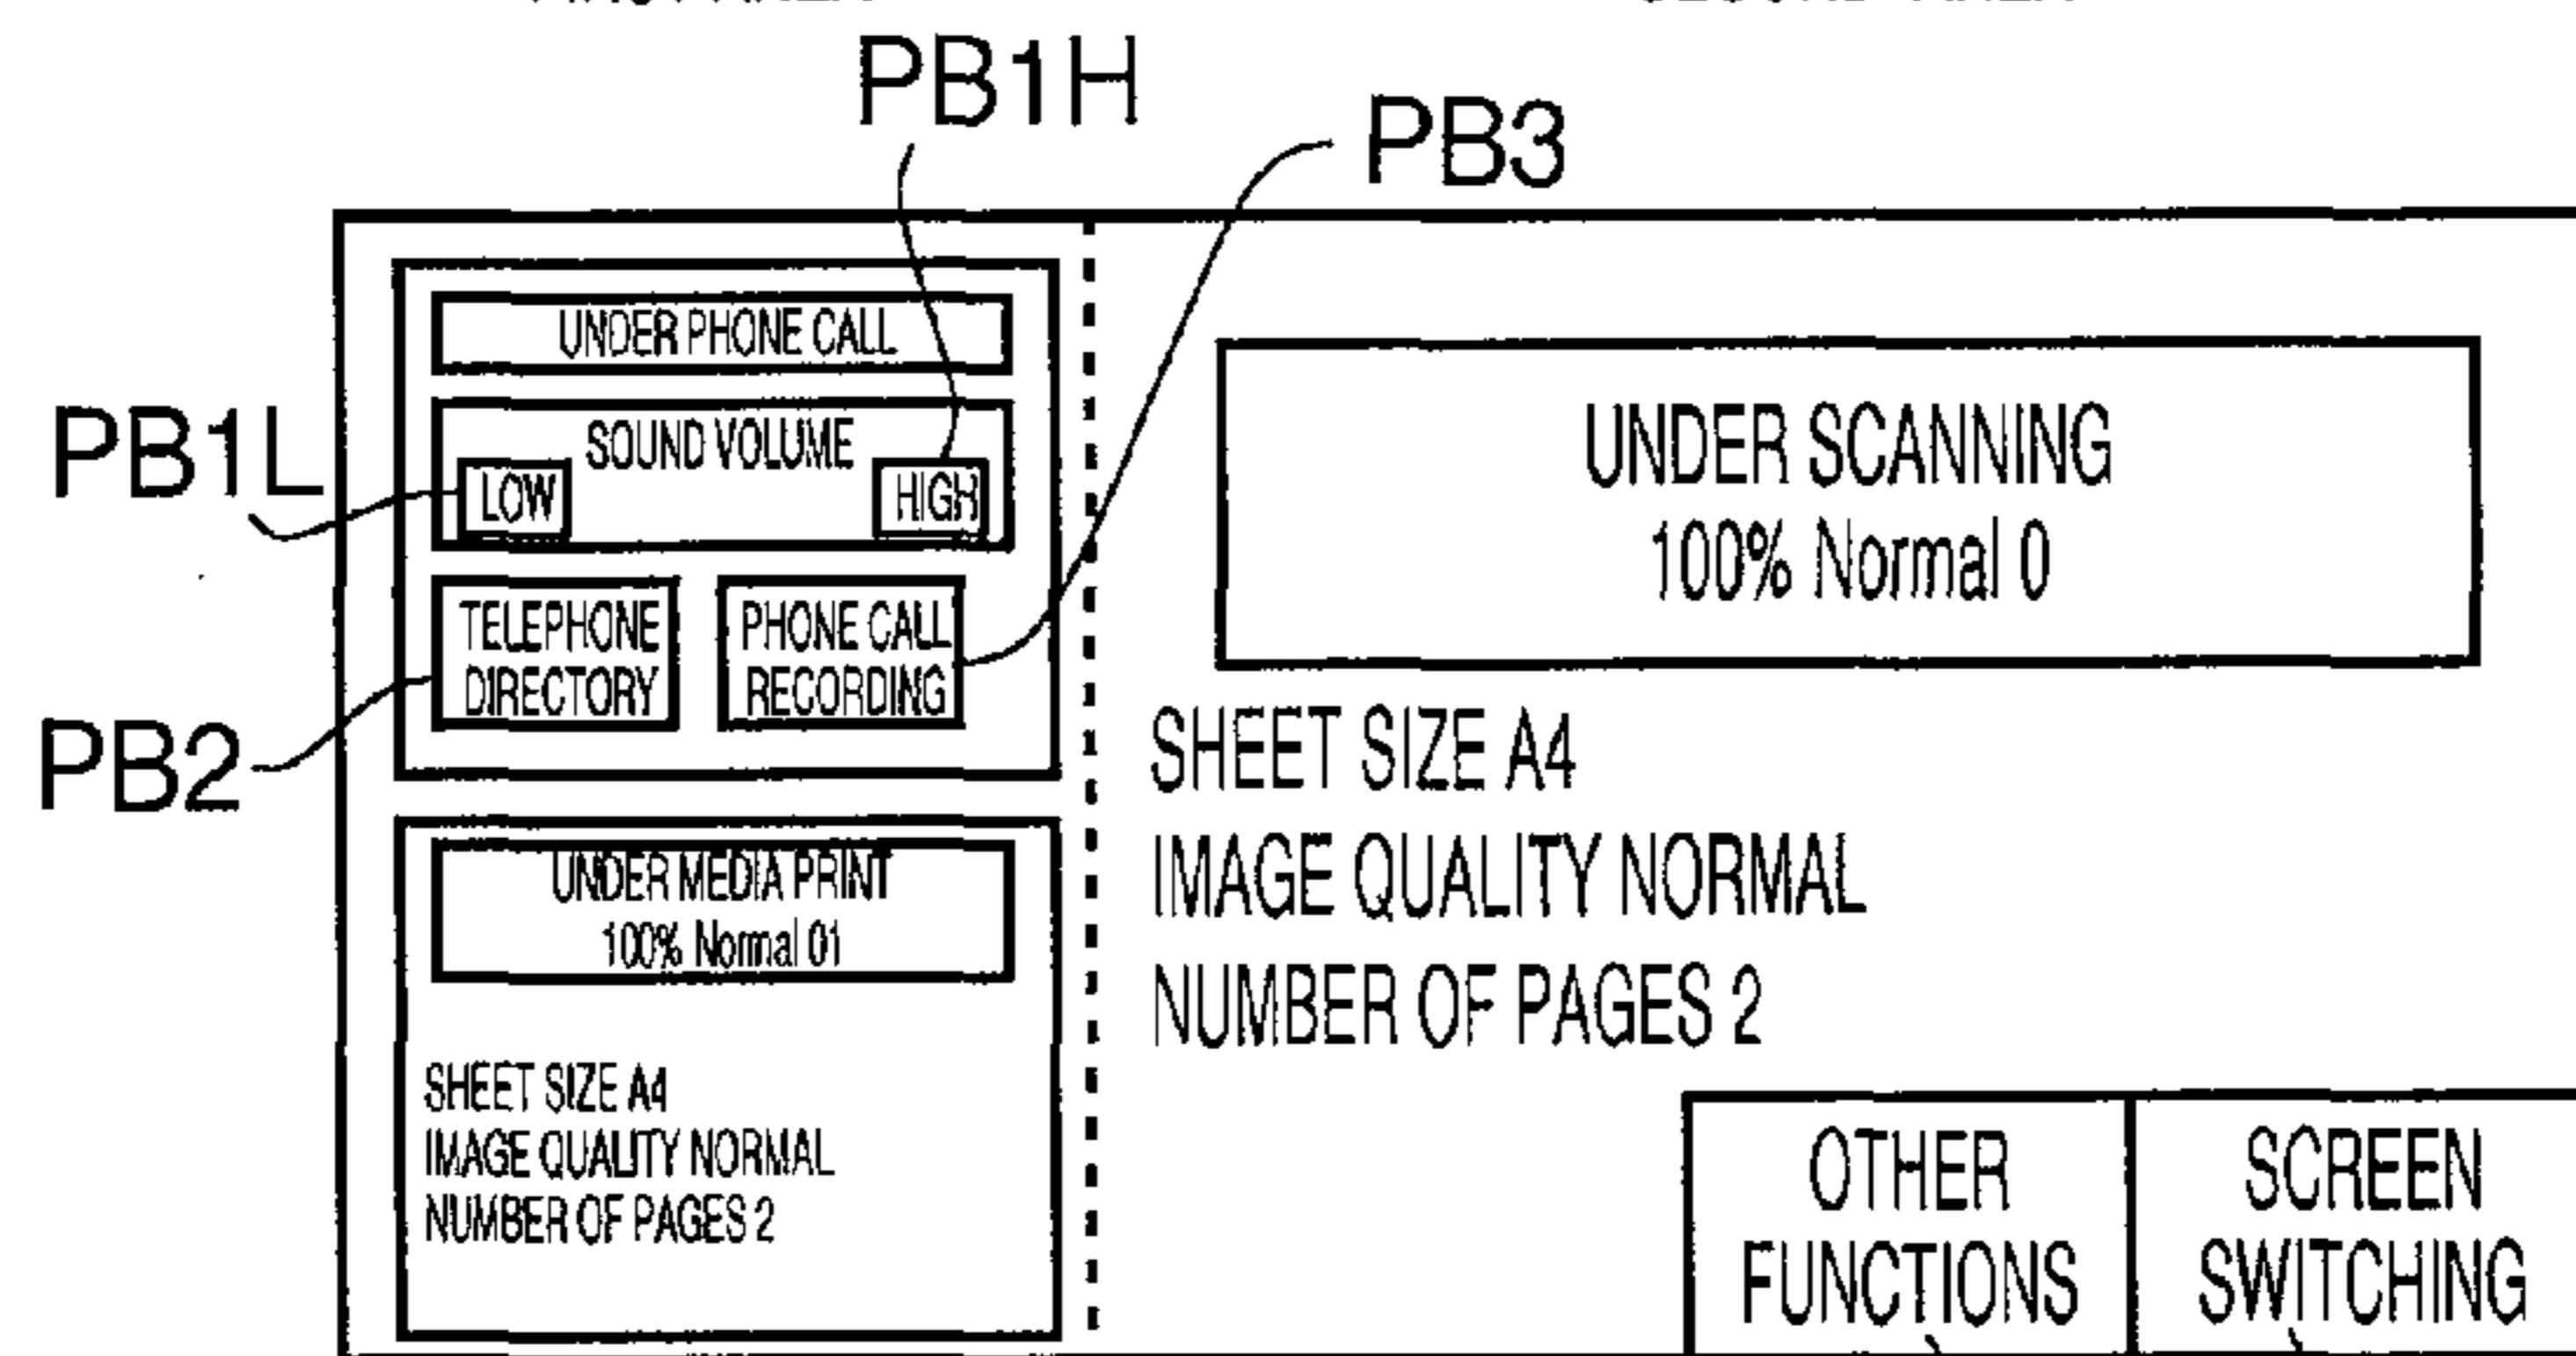 PB1H
PB3
UNDER PHONE CALL
PB1L
SOUND VOLUME
LOW
HIGH
TELEPHONE
DIRECTORY
PHONE CALL
RECORDING
PB2
UNDER MEDIA PRINT
100% Normal 01
SHEET SIZE A4
IMAGE QUALITY NORMAL
NUMBER OF PAGES 2
UNDER SCANNING
100% Normal 0
SHEET SIZE A4
IMAGE QUALITY NORMAL
NUMBER OF PAGES 2
OTHER
FUNCTIONS
SCREEN
SWITCHING